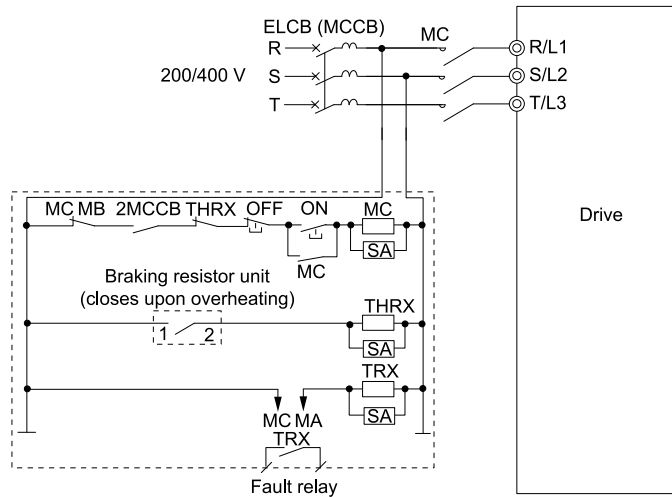 ELCB (MCCB)
MC
R
R/L1
200/400 V
S
S/L2
T
T/L3
Drive
MC MB 2MCCB THRX OFF ON MC
SA
MC
Braking resistor unit
(closes upon overheating)
THRX
1 2
SA
TRX
MC MA
SA
TRX
Fault relay